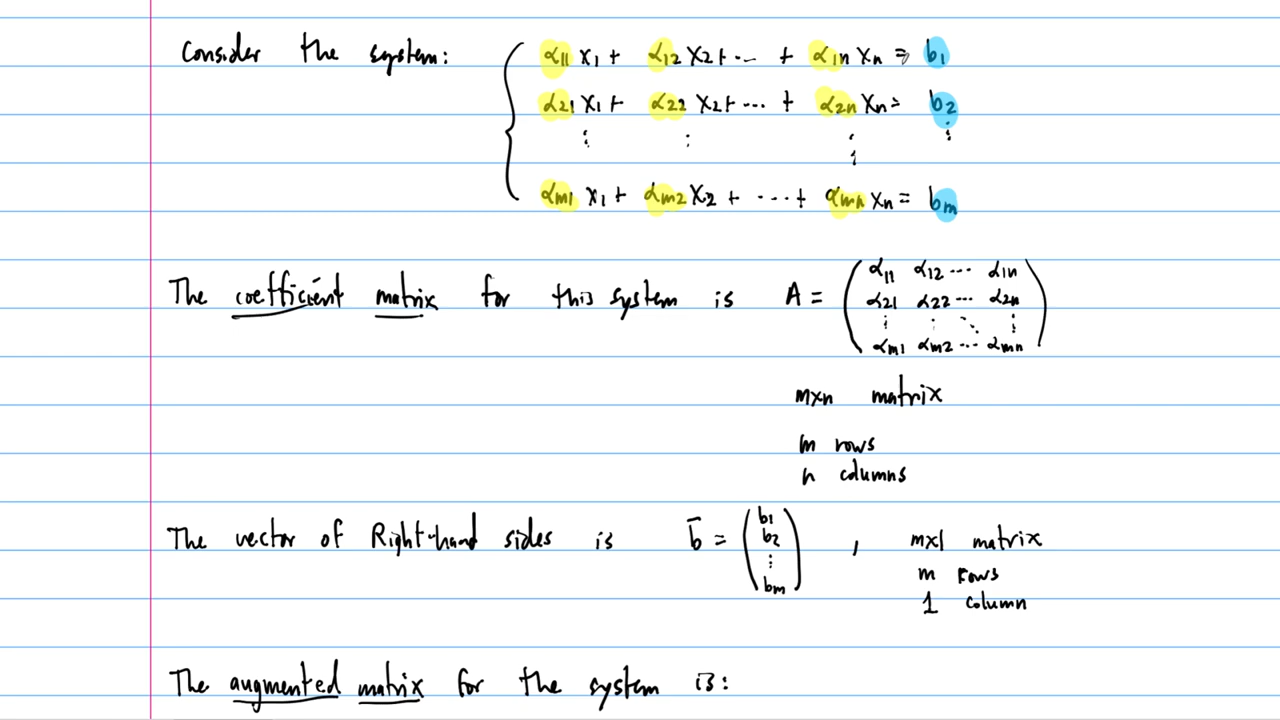 Consider the system: α11 x1 + α12 x2 + ... + α1n xn = b1
α21 x1 + α22 x2 + ... + α2n xn = b2
⋮ ⋮ ⋮ ⋮
αm1 x1 + αm2 x2 + ... + αmn xn = bm
The coefficient matrix for this system is A = ( α11 α12 ... α1n
α21 α22 ... α2n
⋮ ⋮ ⋱ ⋮
αm1 αm2 ... αmn )
mxn matrix
m rows
n columns
The vector of Right-hand sides is b̄ = ( b1 b2 ⋮ bm ) , mx1 matrix
m rows
1 column
The augmented matrix for the system is: